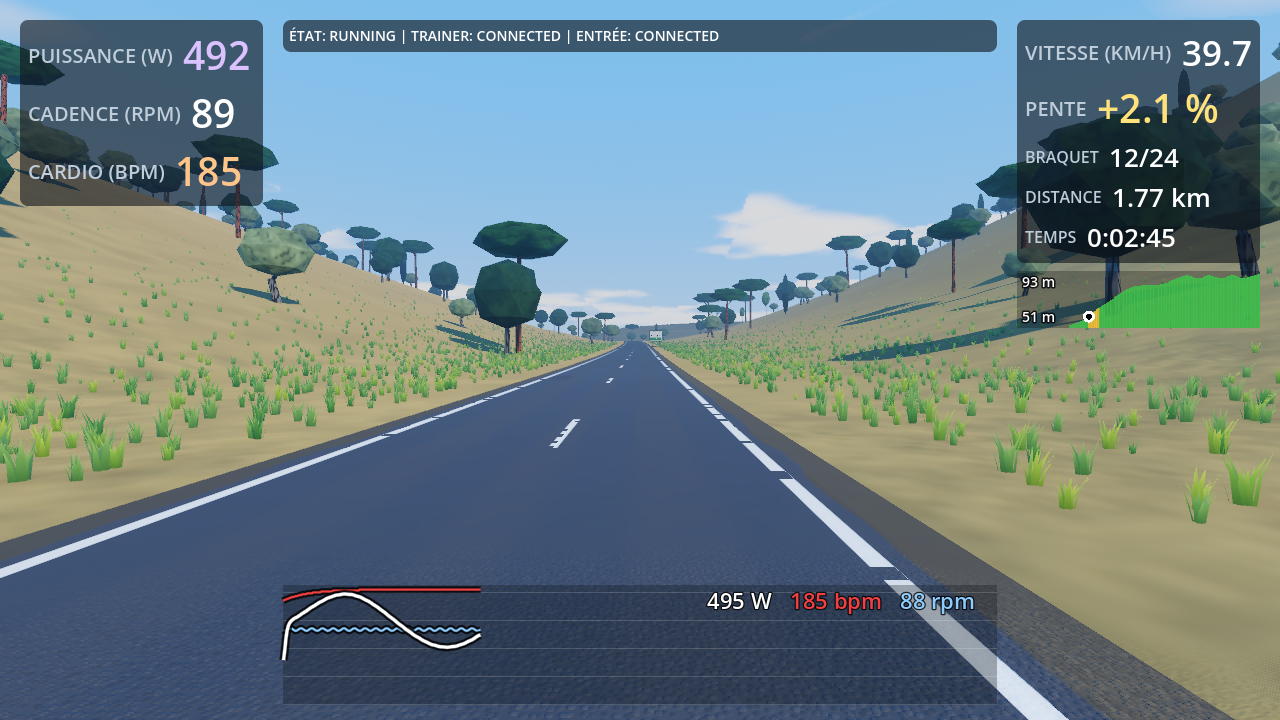 PUISSANCE (W) 492
CADENCE (RPM) 89
CARDIO (BPM) 185
ÉTAT: RUNNING | TRAINER: CONNECTED | ENTRÉE: CONNECTED
VITESSE (KM/H) 39.7
PENTE +2.1 %
BRAQUET 12/24
DISTANCE 1.77 km
TEMPS 0:02:45
93 m
51 m
495 W 185 bpm 88 rpm